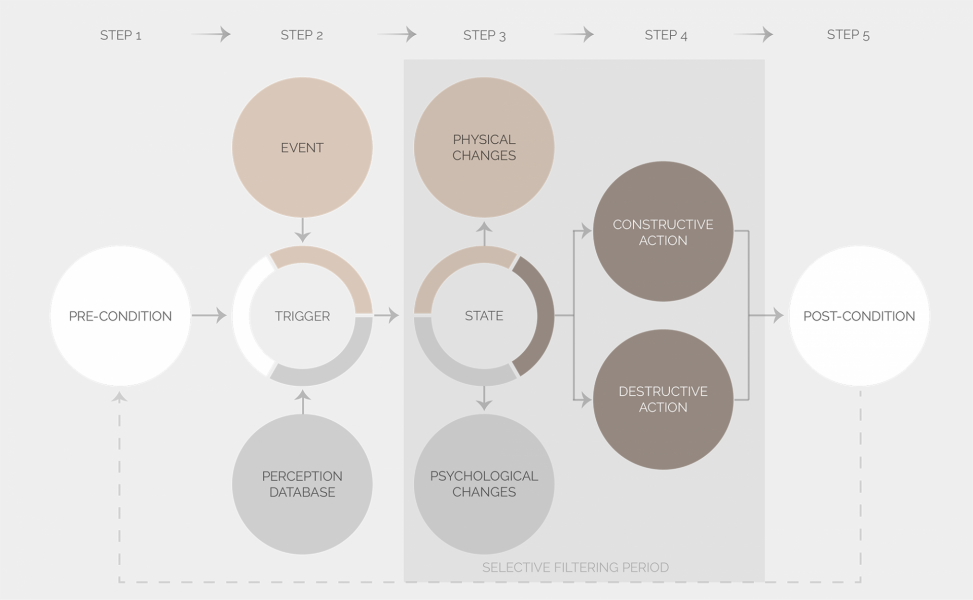 STEP 1
STEP 2
STEP 3
STEP 4
STEP 5
EVENT
PHYSICAL
CHANGES
CONSTRUCTIVE
ACTION
PRE-CONDITION
TRIGGER
STATE
POST-CONDITION
DESTRUCTIVE
ACTION
PERCEPTION
DATABASE
PSYCHOLOGICAL
CHANGES
SELECTIVE FILTERING PERIOD